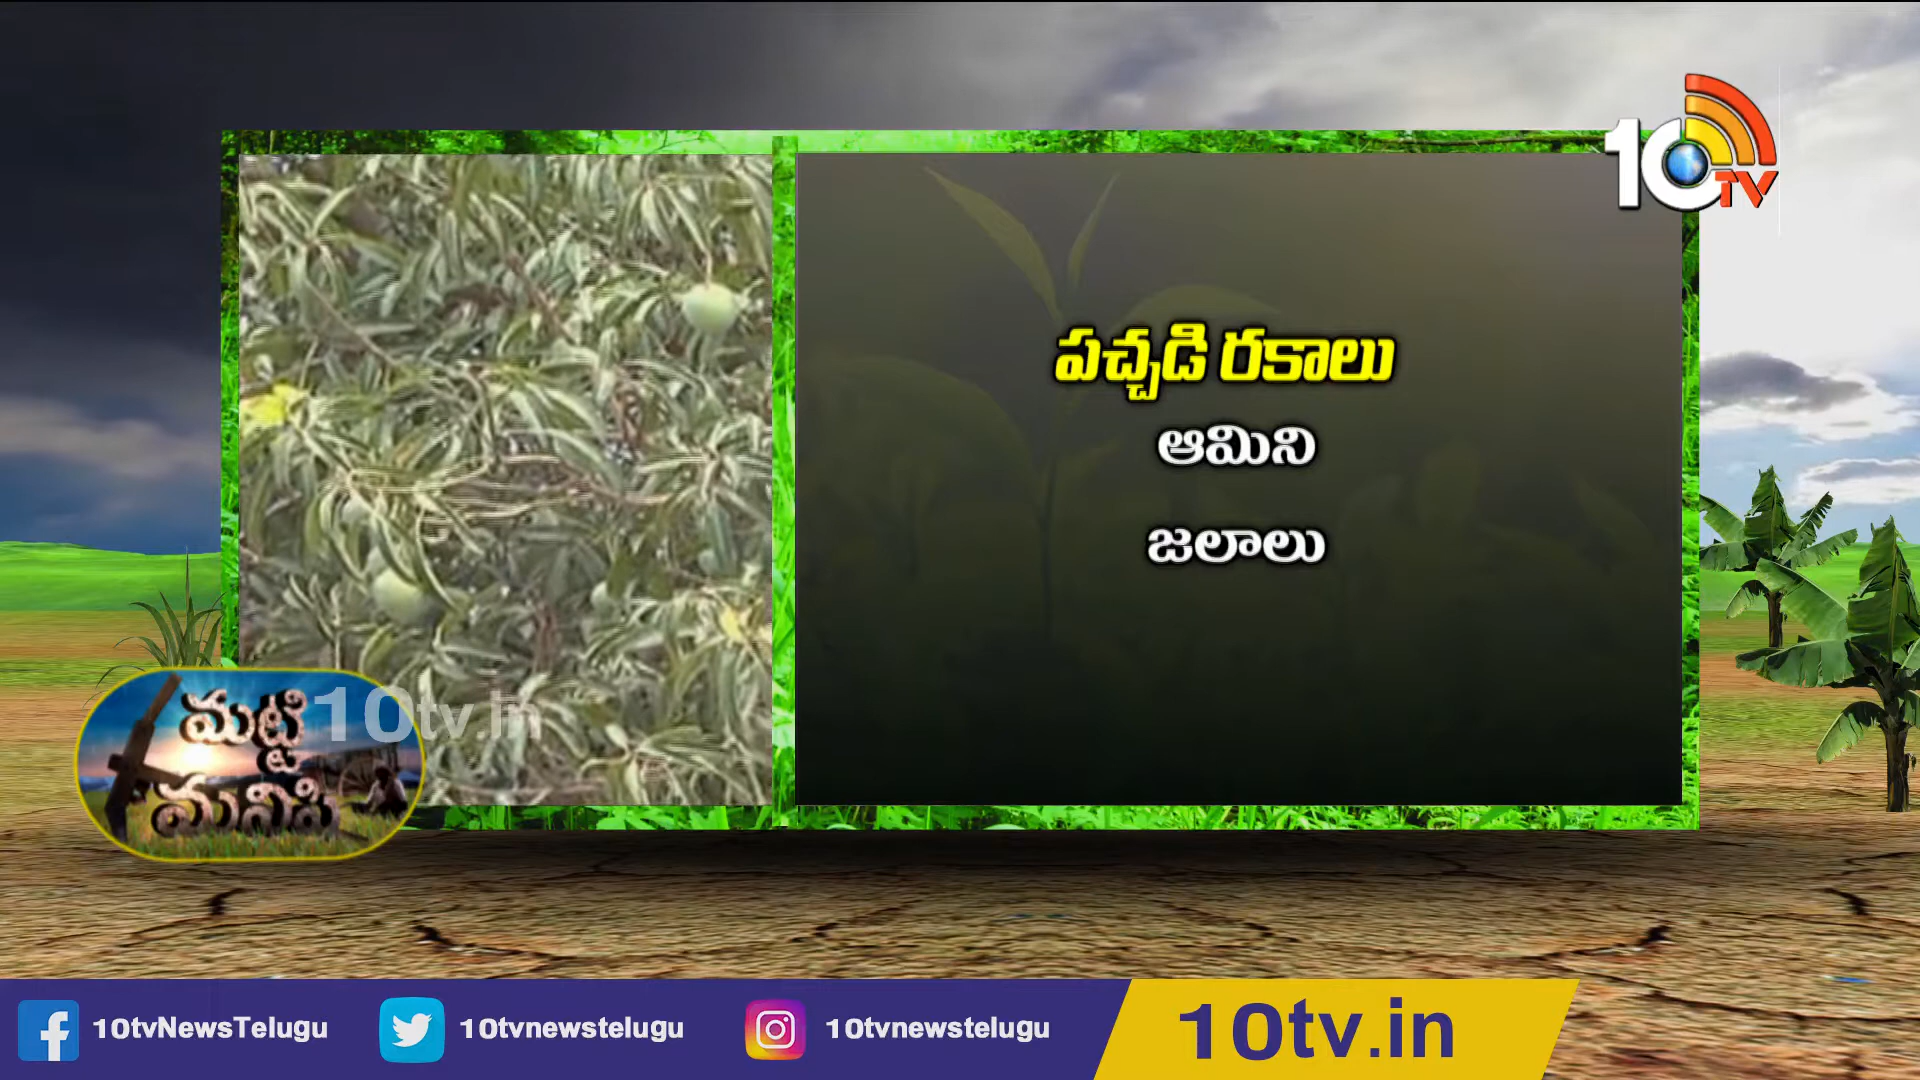 10TV
పచ్చడి రకాలు
ఆమిని
జలాలు
10tv.in
మట్టి
మనిషి
10tvNewsTelugu
10tvnewstelugu
10tvnewstelugu
10tv.in